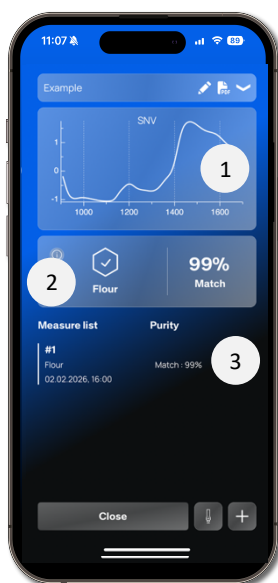 11:07 89
Example PDF
SNV
1
0
-1
1000 1200 1400 1600
1
2
Flour
99%
Match
Measure list Purity
#1
Flour Match : 99%
02.02.2026, 16:00
3
Close